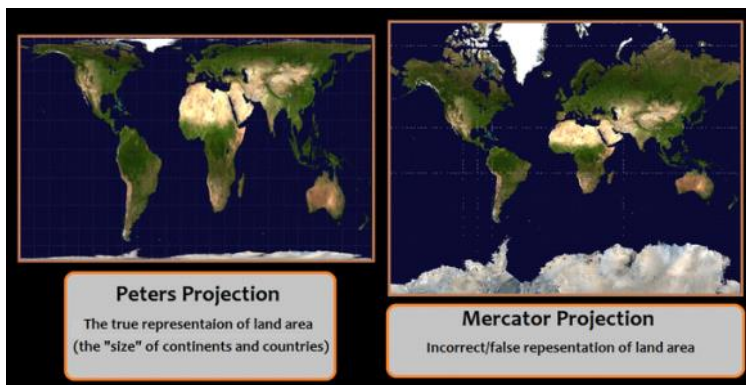 Peters Projection
The true representaion of land area
(the "size" of continents and countries)
Mercator Projection
Incorrect/false repesentation of land area